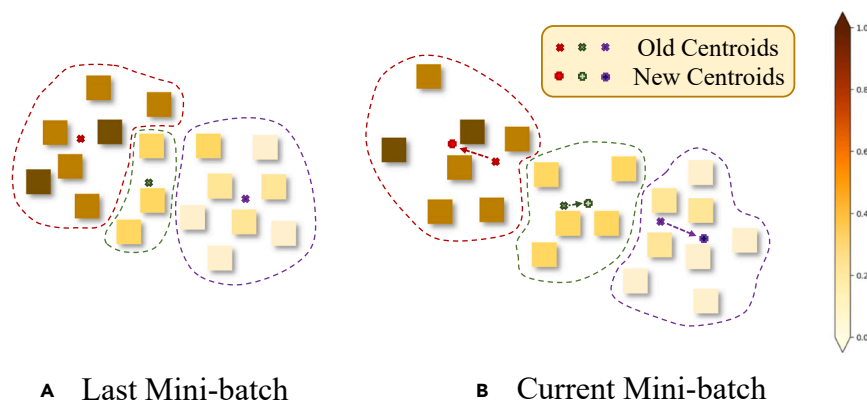 Old Centroids
New Centroids
1.0
0.8
0.6
0.4
0.2
0.0
A Last Mini-batch
B Current Mini-batch